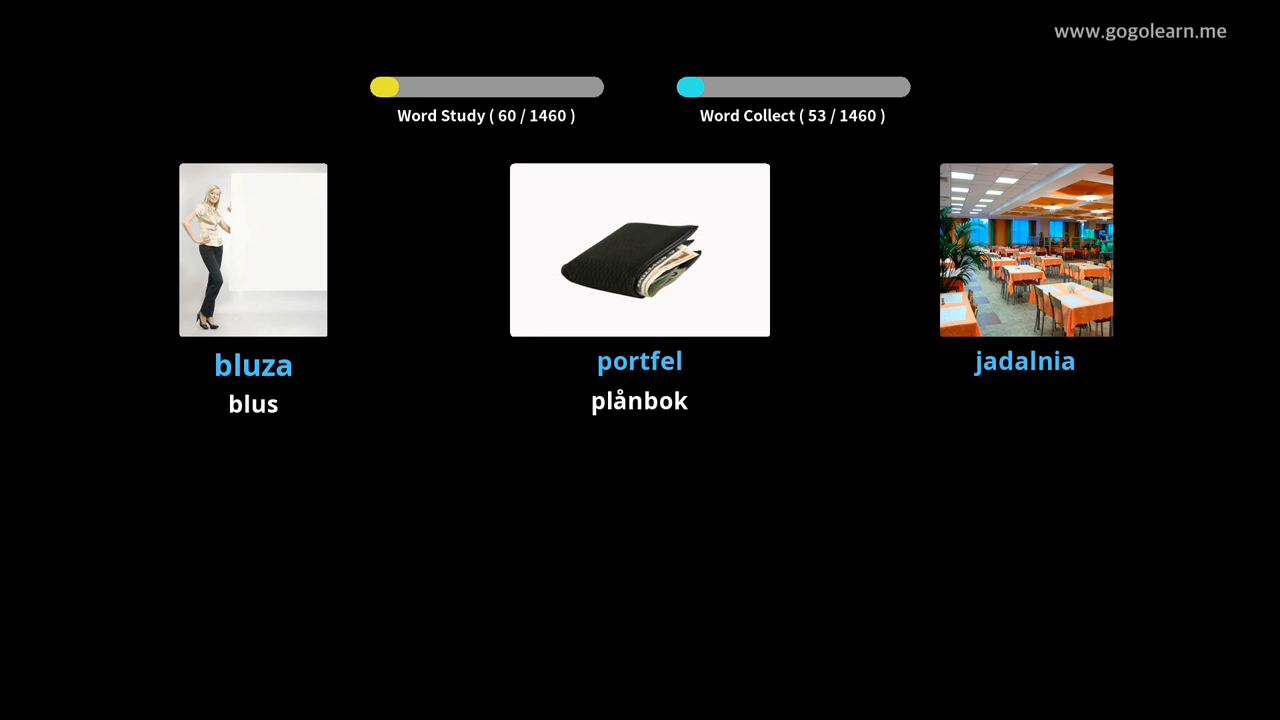 www.gogolearn.me
Word Study ( 60 / 1460 )
Word Collect ( 53 / 1460 )
bluza
blus
portfel
plånbok
jadalnia